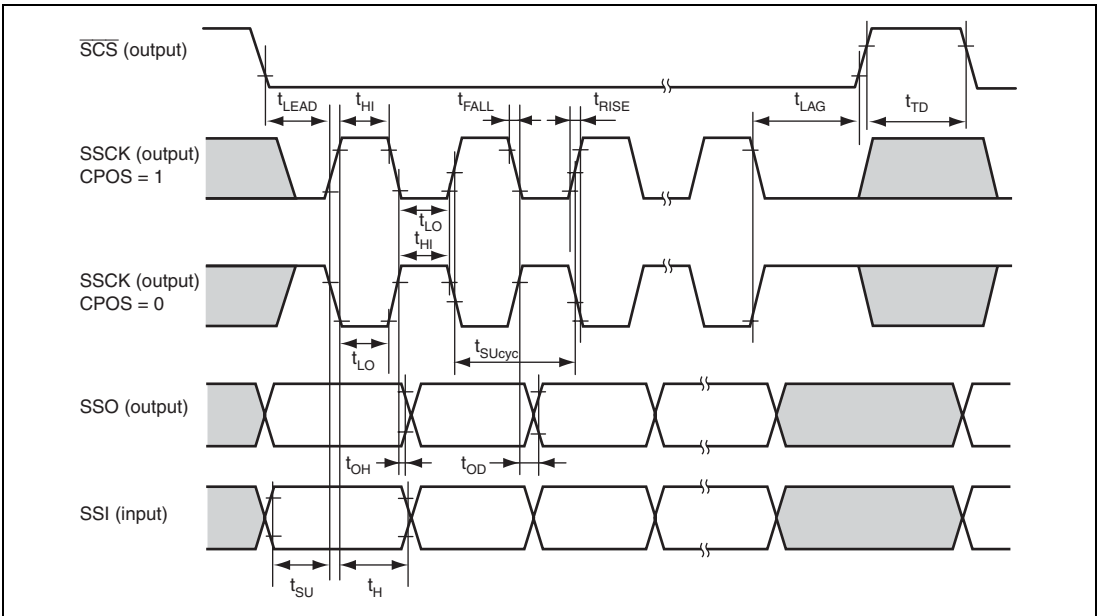 SCS (output)
tLEAD
tHI
tFALL
tRISE
tLAG
tTD
SSCK (output)
CPOS = 1
tLO
tHI
SSCK (output)
CPOS = 0
tLO
tSUcyc
SSO (output)
tOH
tOD
SSI (input)
tSU
tH